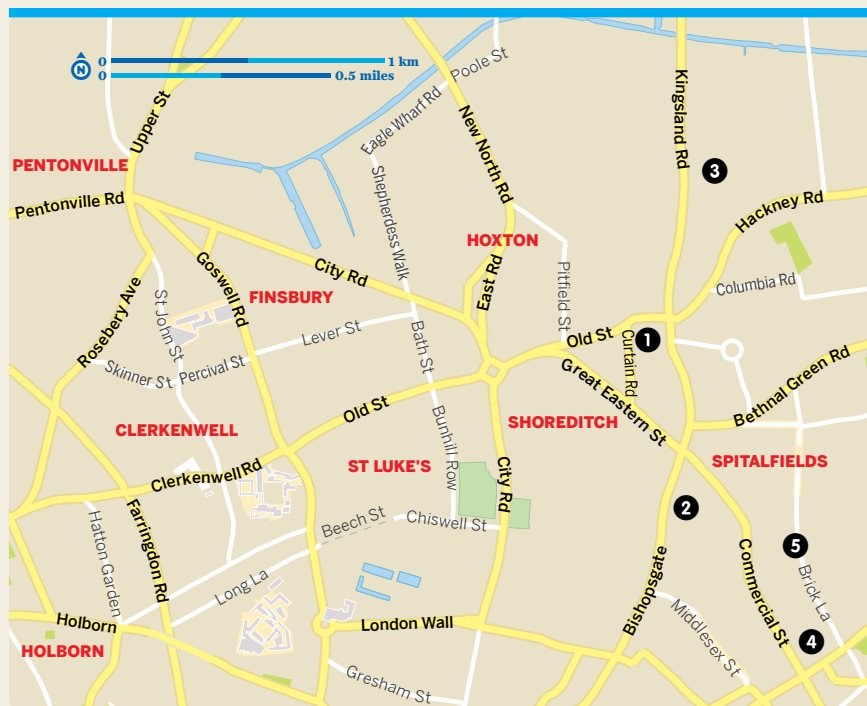 0 1 km
N
0 0.5 miles
Poole St
Eagle Wharf Rd
Upper St
New North Rd
Kingsland Rd
PENTONVILLE
3
Pentonville Rd
Shepherdess Walk
Hackney Rd
HOXTON
Goswell Rd
City Rd
East Rd
Pitfield St
Columbia Rd
FINSBURY
Rosebery Ave
St John St
Lever St
Bath St
Old St
1
Curtain Rd
Skinner St
Percival St
Great Eastern St
Bethnal Green Rd
Old St
SHOREDITCH
CLERKENWELL
Bunhill Row
ST LUKE'S
SPITALFIELDS
Clerkenwell Rd
City Rd
2
Hatton Garden
Farringdon Rd
Beech St
Chiswell St
5
Brick La
Commercial St
Long La
Bishopsgate
Middlesex St
Holborn
London Wall
4
HOLBORN
Gresham St